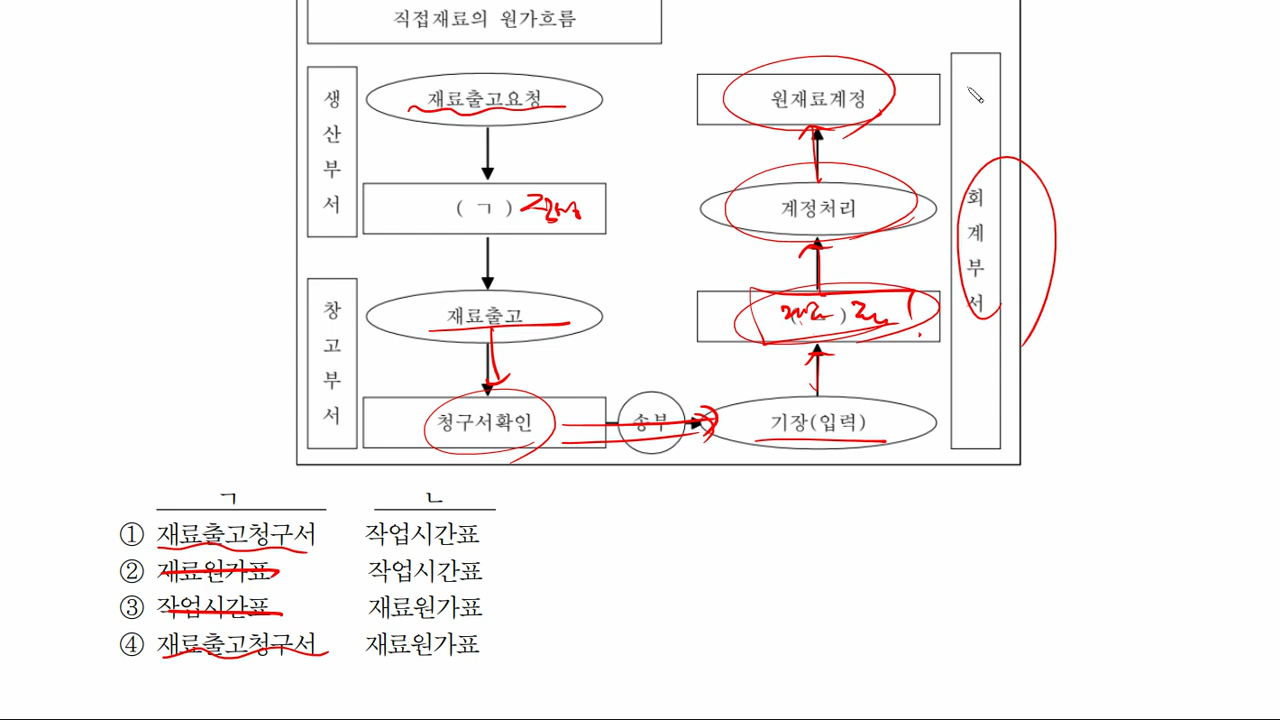 직접재료의 원가흐름
생산부서
재료출고요청
( ㄱ )
창고부서
재료출고
청구서확인
송부
원재료계정
계정처리
기장(입력)
회계부서
ㄱ ㄴ
① 재료출고청구서 작업시간표
② 재료원가표 작업시간표
③ 작업시간표 재료원가표
④ 재료출고청구서 재료원가표